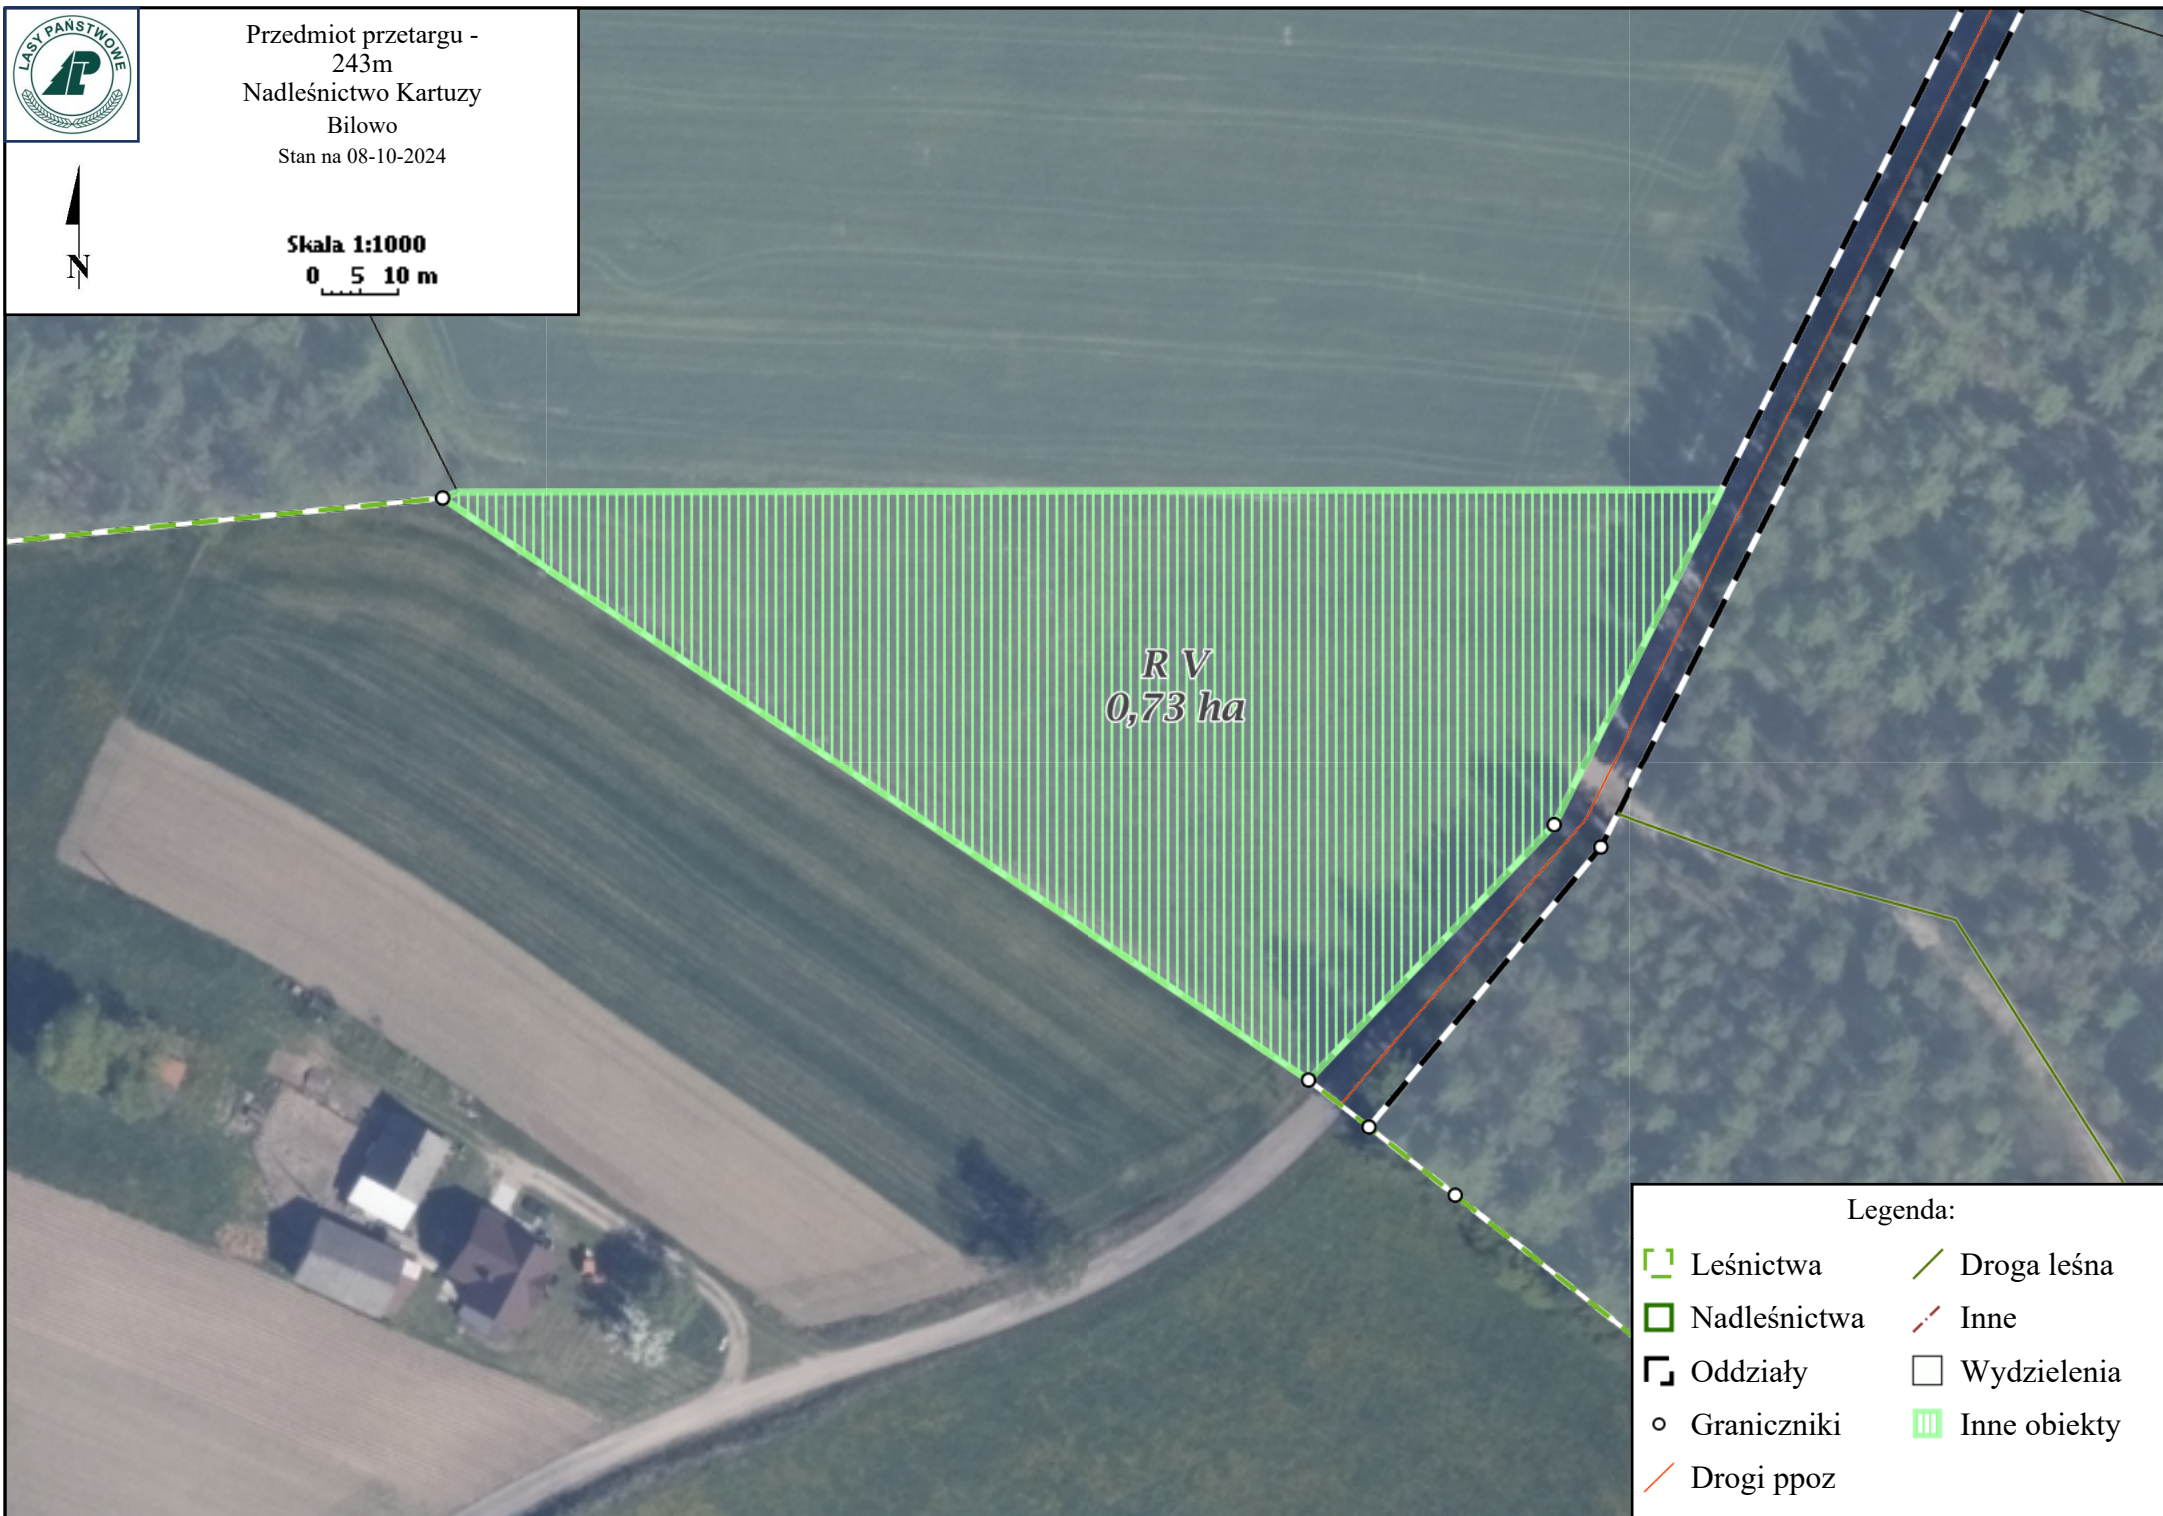 LASY PAŃSTWOWE
LP
Przedmiot przetargu -
243m
Nadleśnictwo Kartuzy
Bilowo
Stan na 08-10-2024
N
Skala 1:1000
0 5 10 m
R V
0,73 ha
Legenda:
Leśnictwa
Nadleśnictwa
Oddziały
Graniczniki
Drogi ppoz
Droga leśna
Inne
Wydzielenia
Inne obiekty